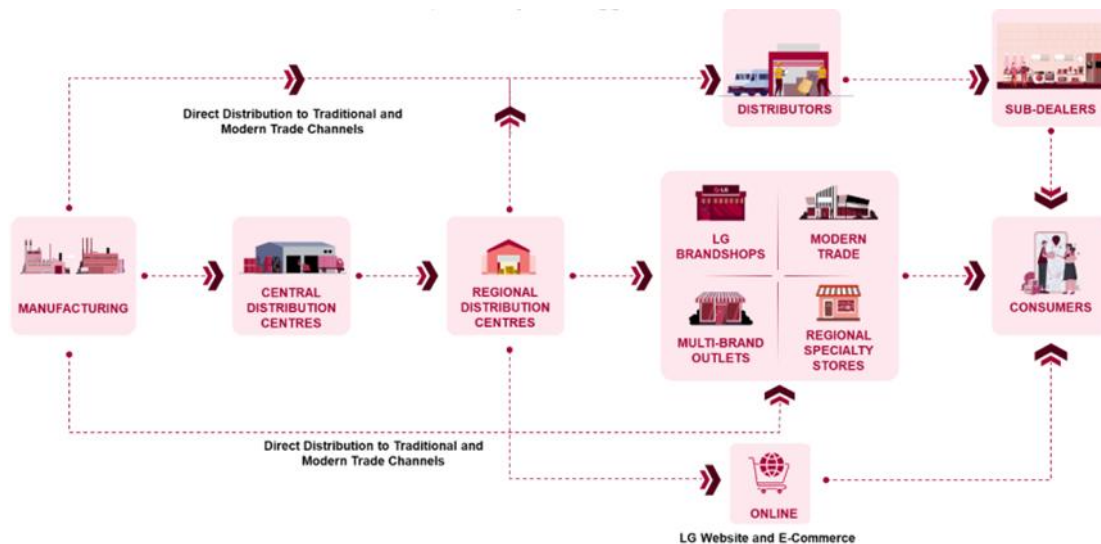 DISTRIBUTORS
SUB-DEALERS
Direct Distribution to Traditional and
Modern Trade Channels
LG
LG
BRANDSHOPS
MODERN
TRADE
MANUFACTURING
CENTRAL
DISTRIBUTION
CENTRES
REGIONAL
DISTRIBUTION
CENTRES
MULTI-BRAND
OUTLETS
REGIONAL
SPECIALTY
STORES
CONSUMERS
Direct Distribution to Traditional and
Modern Trade Channels
ONLINE
LG Website and E-Commerce